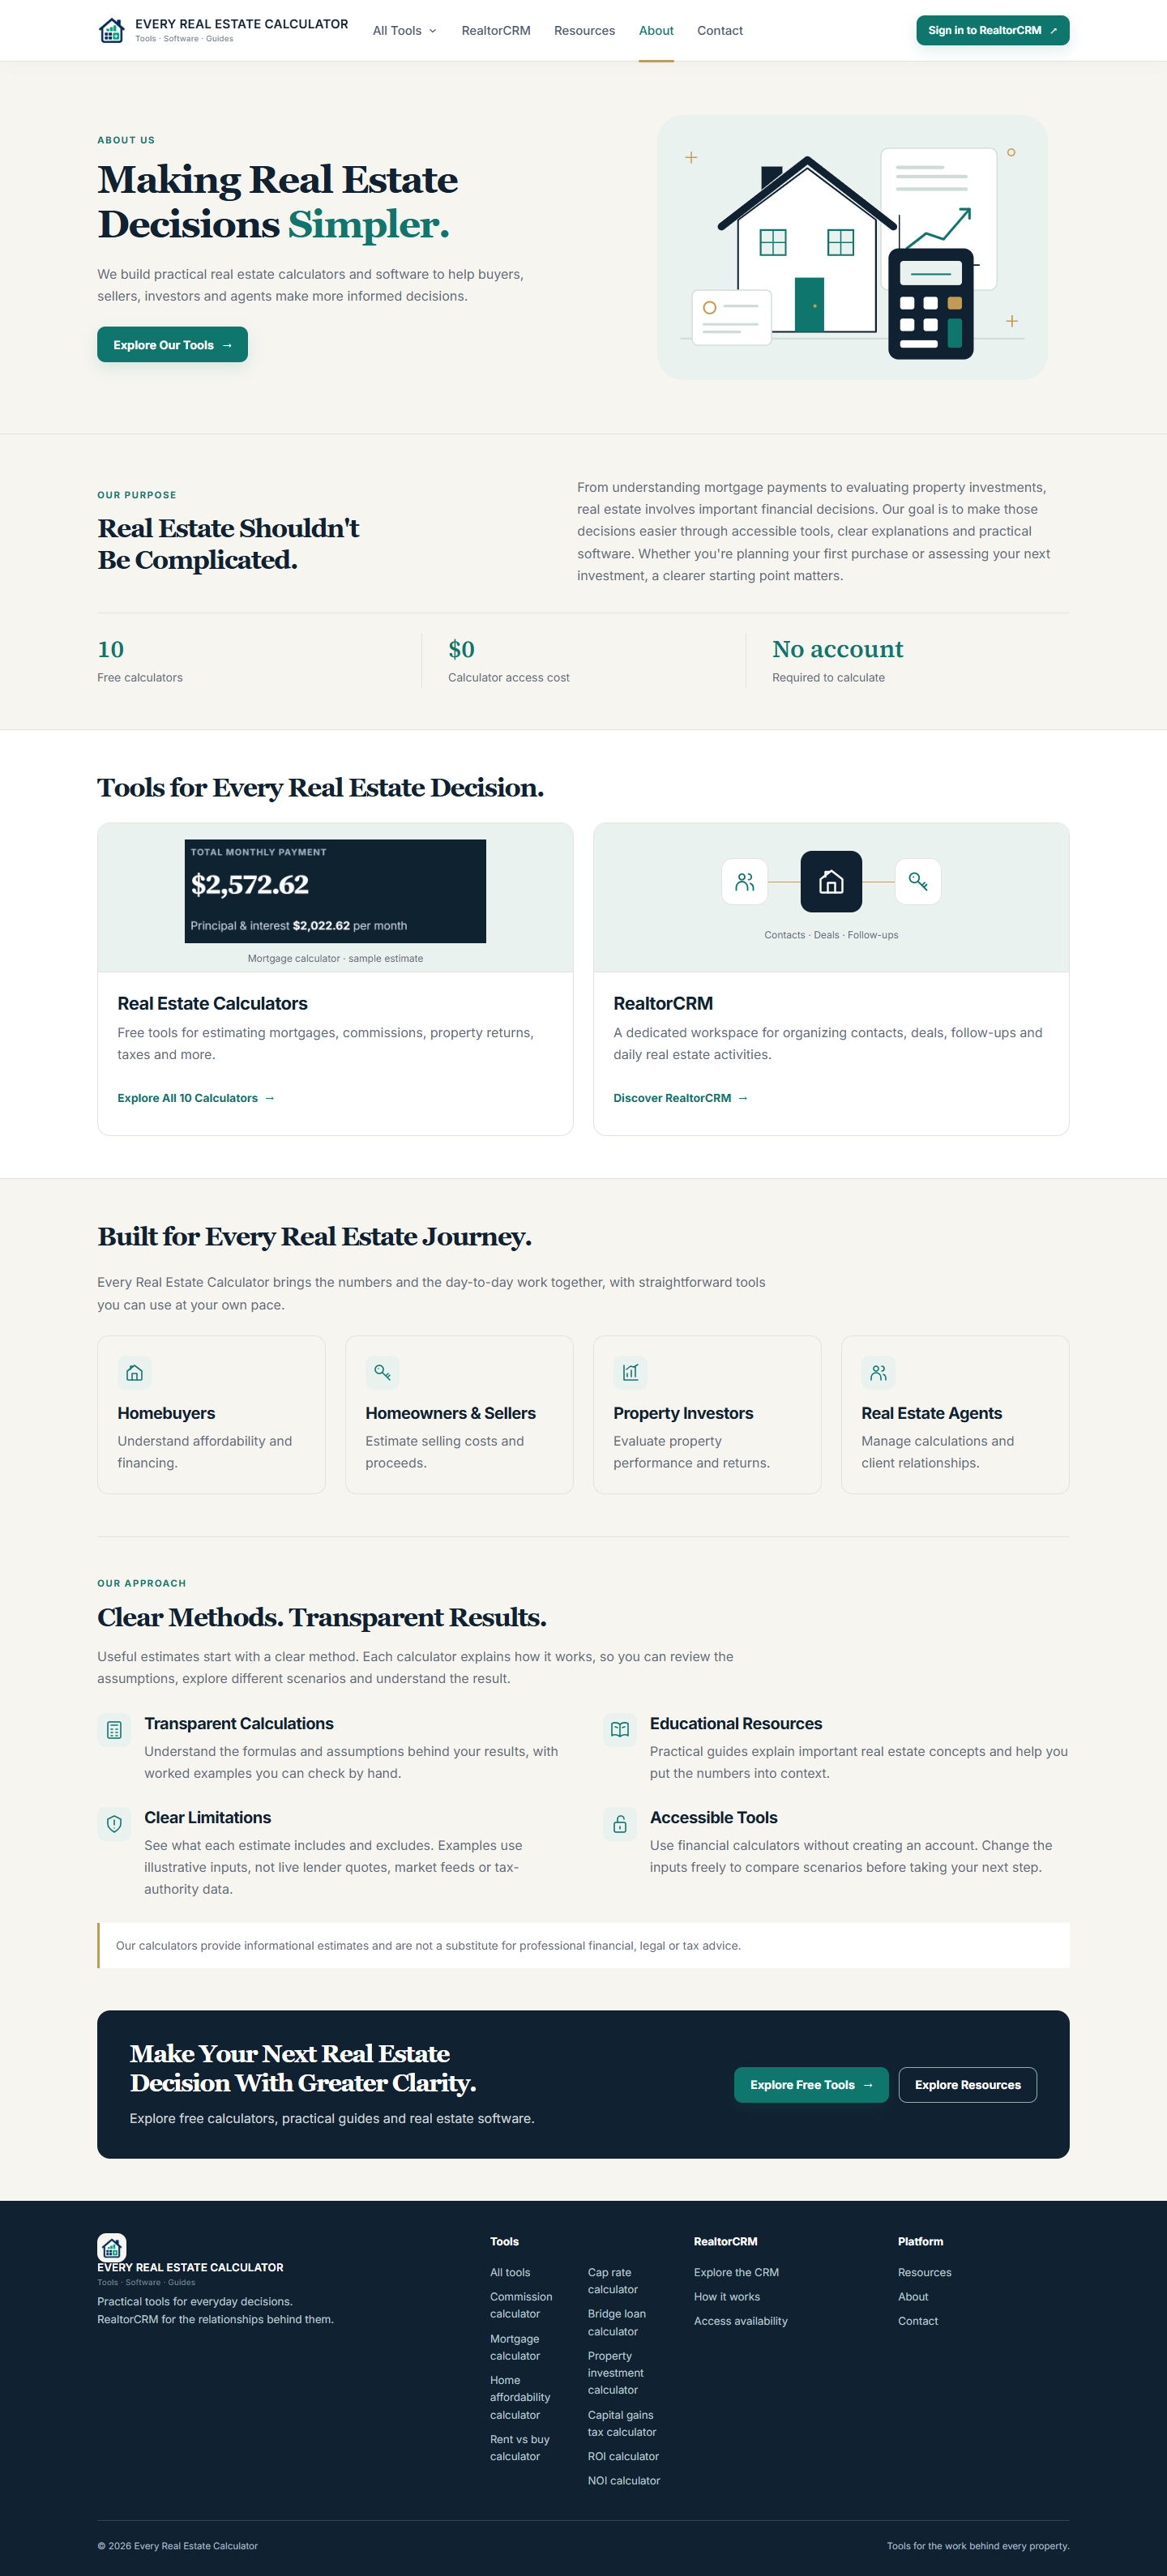 EVERY REAL ESTATE CALCULATOR
Tools · Software · Guides
All Tools
RealtorCRM
Resources
About
Contact
Sign in to RealtorCRM ↗
ABOUT US
Making Real Estate
Decisions Simpler.
We build practical real estate calculators and software to help buyers,
sellers, investors and agents make more informed decisions.
Explore Our Tools →
OUR PURPOSE
Real Estate Shouldn't
Be Complicated.
From understanding mortgage payments to evaluating property investments,
real estate involves important financial decisions. Our goal is to make those
decisions easier through accessible tools, clear explanations and practical
software. Whether you're planning your first purchase or assessing your next
investment, a clearer starting point matters.
10
Free calculators
$0
Calculator access cost
No account
Required to calculate
Tools for Every Real Estate Decision.
TOTAL MONTHLY PAYMENT
$2,572.62
Principal & interest $2,022.62 per month
Mortgage calculator · sample estimate
Real Estate Calculators
Free tools for estimating mortgages, commissions, property returns,
taxes and more.
Explore All 10 Calculators →
Contacts · Deals · Follow-ups
RealtorCRM
A dedicated workspace for organizing contacts, deals, follow-ups and
daily real estate activities.
Discover RealtorCRM →
Built for Every Real Estate Journey.
Every Real Estate Calculator brings the numbers and the day-to-day work together, with straightforward tools
you can use at your own pace.
Homebuyers
Understand affordability and
financing.
Homeowners & Sellers
Estimate selling costs and
proceeds.
Property Investors
Evaluate property
performance and returns.
Real Estate Agents
Manage calculations and
client relationships.
OUR APPROACH
Clear Methods. Transparent Results.
Useful estimates start with a clear method. Each calculator explains how it works, so you can review the
assumptions, explore different scenarios and understand the result.
Transparent Calculations
Understand the formulas and assumptions behind your results, with
worked examples you can check by hand.
Educational Resources
Practical guides explain important real estate concepts and help you
put the numbers into context.
Clear Limitations
See what each estimate includes and excludes. Examples use
illustrative inputs, not live lender quotes, market feeds or tax-
authority data.
Accessible Tools
Use financial calculators without creating an account. Change the
inputs freely to compare scenarios before taking your next step.
Our calculators provide informational estimates and are not a substitute for professional financial, legal or tax advice.
Make Your Next Real Estate
Decision With Greater Clarity.
Explore free calculators, practical guides and real estate software.
Explore Free Tools →
Explore Resources
EVERY REAL ESTATE CALCULATOR
Tools · Software · Guides
Practical tools for everyday decisions.
RealtorCRM for the relationships behind them.
Tools
All tools
Commission
calculator
Mortgage
calculator
Home
affordability
calculator
Rent vs buy
calculator
Cap rate
calculator
Bridge loan
calculator
Property
investment
calculator
Capital gains
tax calculator
ROI calculator
NOI calculator
RealtorCRM
Explore the CRM
How it works
Access availability
Platform
Resources
About
Contact
© 2026 Every Real Estate Calculator
Tools for the work behind every property.